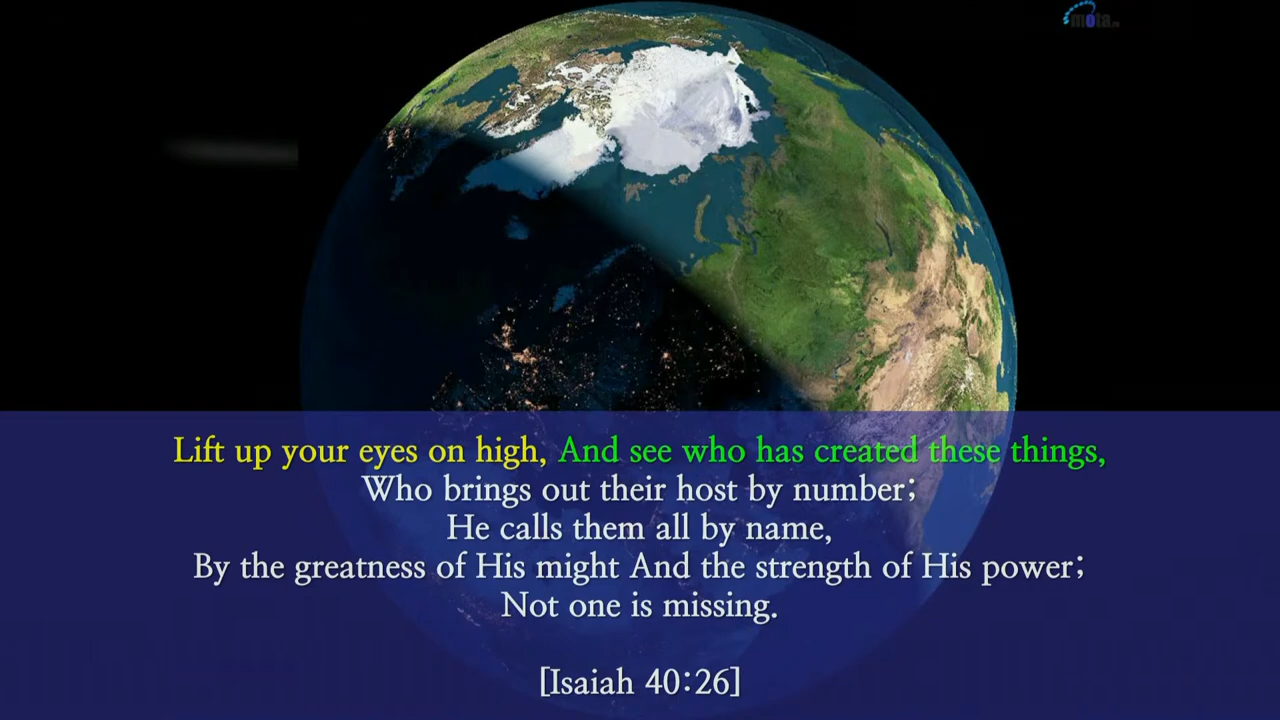 mota.ru
Lift up your eyes on high, And see who has created these things,
Who brings out their host by number;
He calls them all by name,
By the greatness of His might And the strength of His power;
Not one is missing.
[Isaiah 40:26]